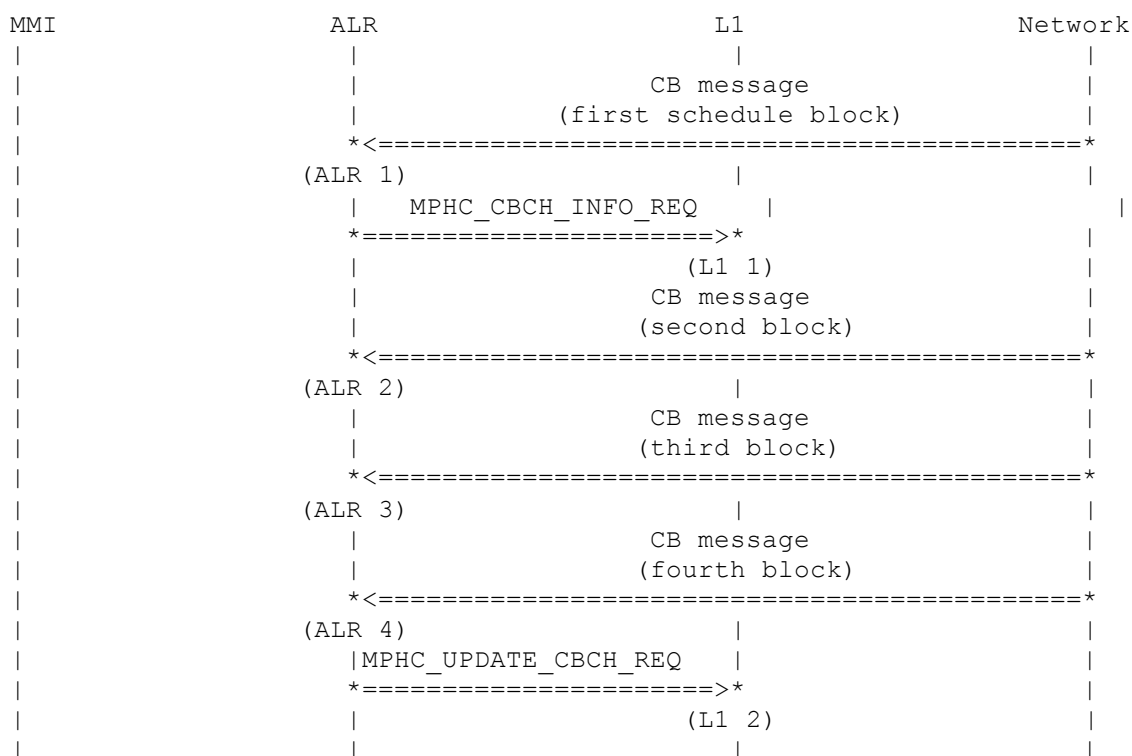 MMI ALR L1 Network
| | | |
| | CB message |
| | (first schedule block) |
| *<============================================*
| (ALR 1) | |
| | MPHC_CBCH_INFO_REQ | |
| *======================>* |
| | (L1 1) |
| | CB message |
| | (second block) |
| *<============================================*
| (ALR 2) | |
| | CB message |
| | (third block) |
| *<============================================*
| (ALR 3) | |
| | CB message |
| | (fourth block) |
| *<============================================*
| (ALR 4) | |
| |MPHC_UPDATE_CBCH_REQ | |
| *======================>* |
| | (L1 2) |
| | | |